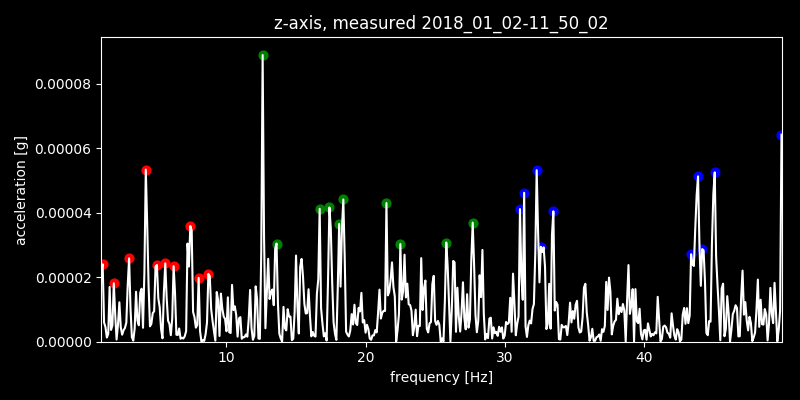 z-axis, measured 2018_01_02-11_50_02
acceleration [g]
0.00008
0.00006
0.00004
0.00002
0.00000
10 20 30 40
frequency [Hz]